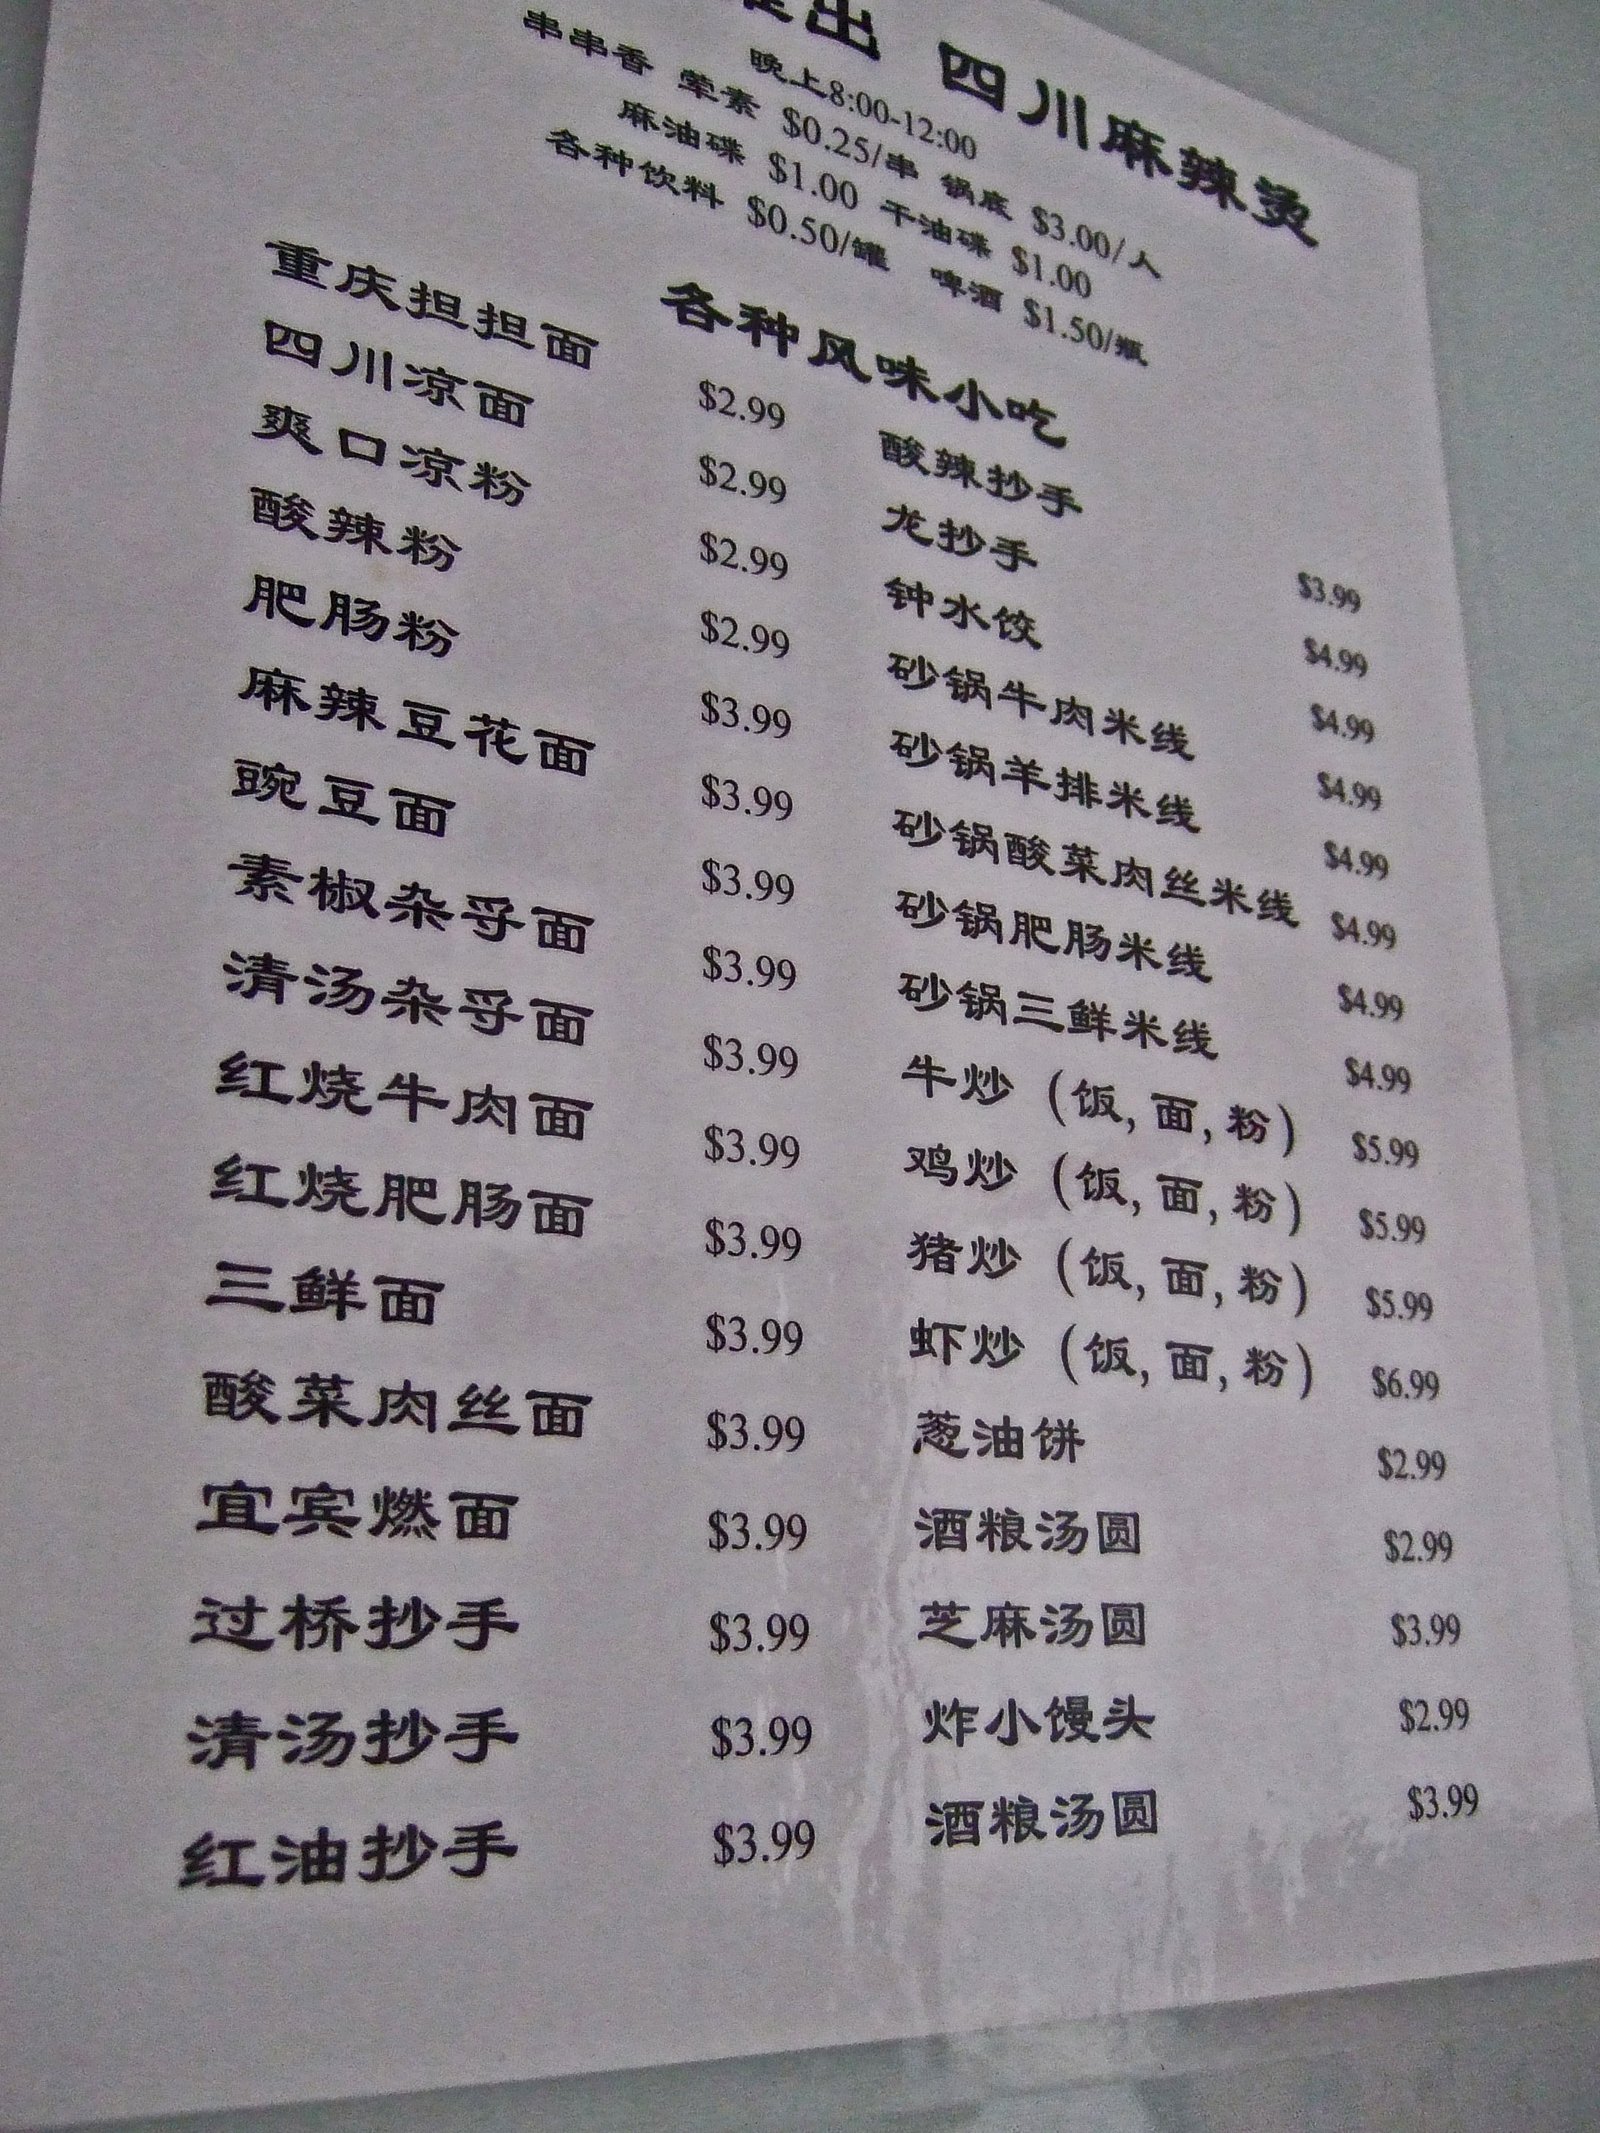 出 四川麻辣烫
晚上8:00-12:00
串串香 荤素 $0.25/串 锅底 $3.00/人
麻油碟 $1.00 干油碟 $1.00
各种饮料 $0.50/罐 啤酒 $1.50/瓶
各种风味小吃
重庆担担面 $2.99
四川凉面 $2.99
爽口凉粉 $2.99
酸辣粉 $2.99
肥肠粉 $3.99
麻辣豆花面 $3.99
豌豆面 $3.99
素椒杂酱面 $3.99
清汤杂酱面 $3.99
红烧牛肉面 $3.99
红烧肥肠面 $3.99
三鲜面 $3.99
酸菜肉丝面 $3.99
宜宾燃面 $3.99
过桥抄手 $3.99
清汤抄手 $3.99
红油抄手 $3.99
酸辣抄手 $3.99
龙抄手 $4.99
钟水饺 $4.99
砂锅牛肉米线 $4.99
砂锅羊排米线 $4.99
砂锅酸菜肉丝米线 $4.99
砂锅肥肠米线 $4.99
砂锅三鲜米线 $4.99
牛炒 (饭, 面, 粉) $5.99
鸡炒 (饭, 面, 粉) $5.99
猪炒 (饭, 面, 粉) $5.99
虾炒 (饭, 面, 粉) $6.99
葱油饼 $2.99
酒粮汤圆 $2.99
芝麻汤圆 $3.99
炸小馒头 $2.99
酒粮汤圆 $3.99